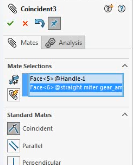 Coincident3
Mates
Analysis
Mate Selections
Face<5>@Handle-1
Face<6>@straight miter gear_am
Standard Mates
Coincident
Parallel
Perpendicular